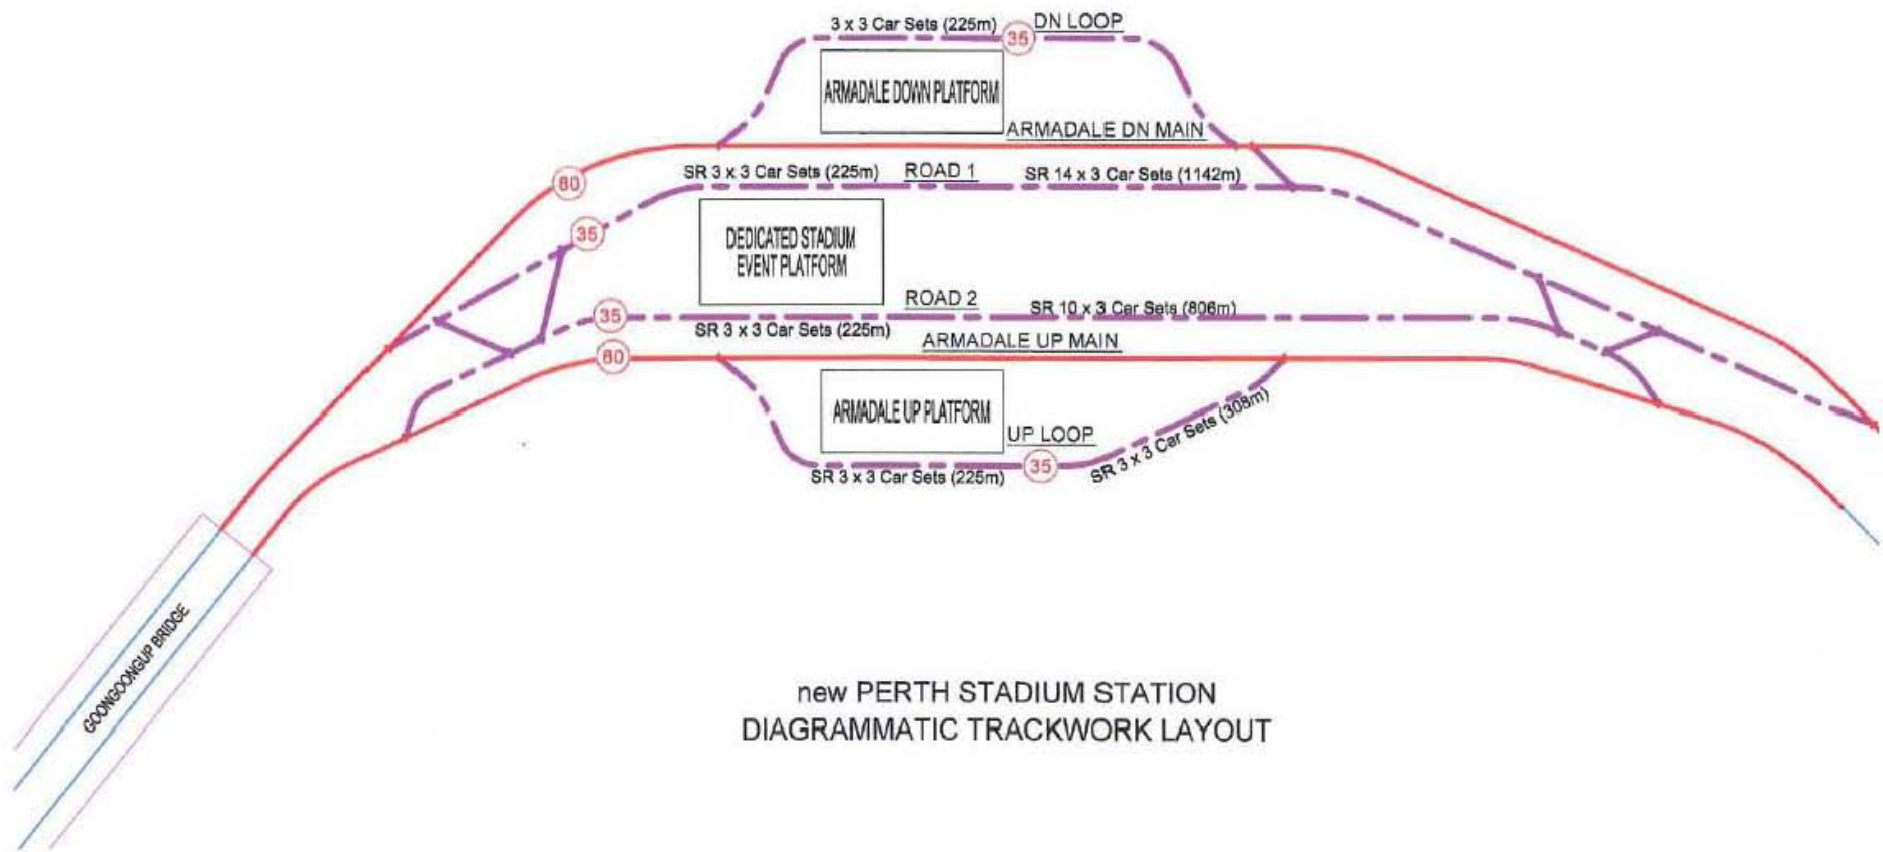 3 x 3 Car Sets (225m)
35
DN LOOP
ARMADALE DOWN PLATFORM
ARMADALE DN MAIN
80
SR 3 x 3 Car Sets (225m)
ROAD 1
SR 14 x 3 Car Sets (1142m)
35
DEDICATED STADIUM
EVENT PLATFORM
ROAD 2
35
SR 10 x 3 Car Sets (806m)
SR 3 x 3 Car Sets (225m)
ARMADALE UP MAIN
80
ARMADALE UP PLATFORM
UP LOOP
SR 3 x 3 Car Sets (308m)
35
SR 3 x 3 Car Sets (225m)
GOONGOONGUP BRIDGE
new PERTH STADIUM STATION
DIAGRAMMATIC TRACKWORK LAYOUT